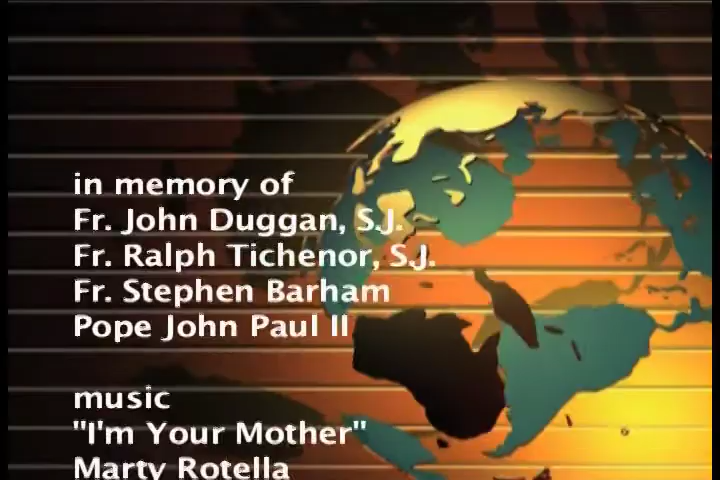 in memory of
Fr. John Duggan, S.J.
Fr. Ralph Tichenor, S.J.
Fr. Stephen Barham
Pope John Paul II
music
"I'm Your Mother"
Marty Rotella